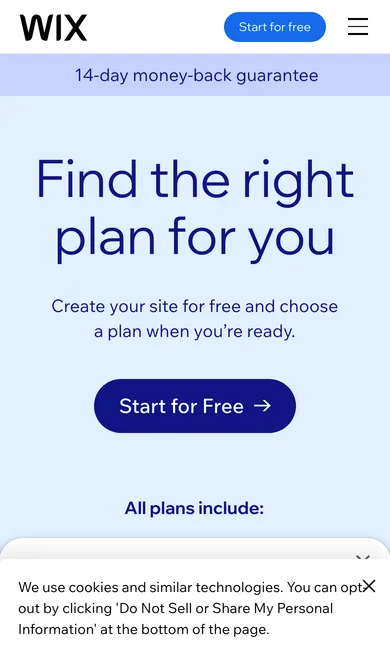 WIX
Start for free
14-day money-back guarantee
Find the right
plan for you
Create your site for free and choose
a plan when you're ready.
Start for Free →
All plans include:
We use cookies and similar technologies. You can opt-
out by clicking 'Do Not Sell or Share My Personal
Information' at the bottom of the page.